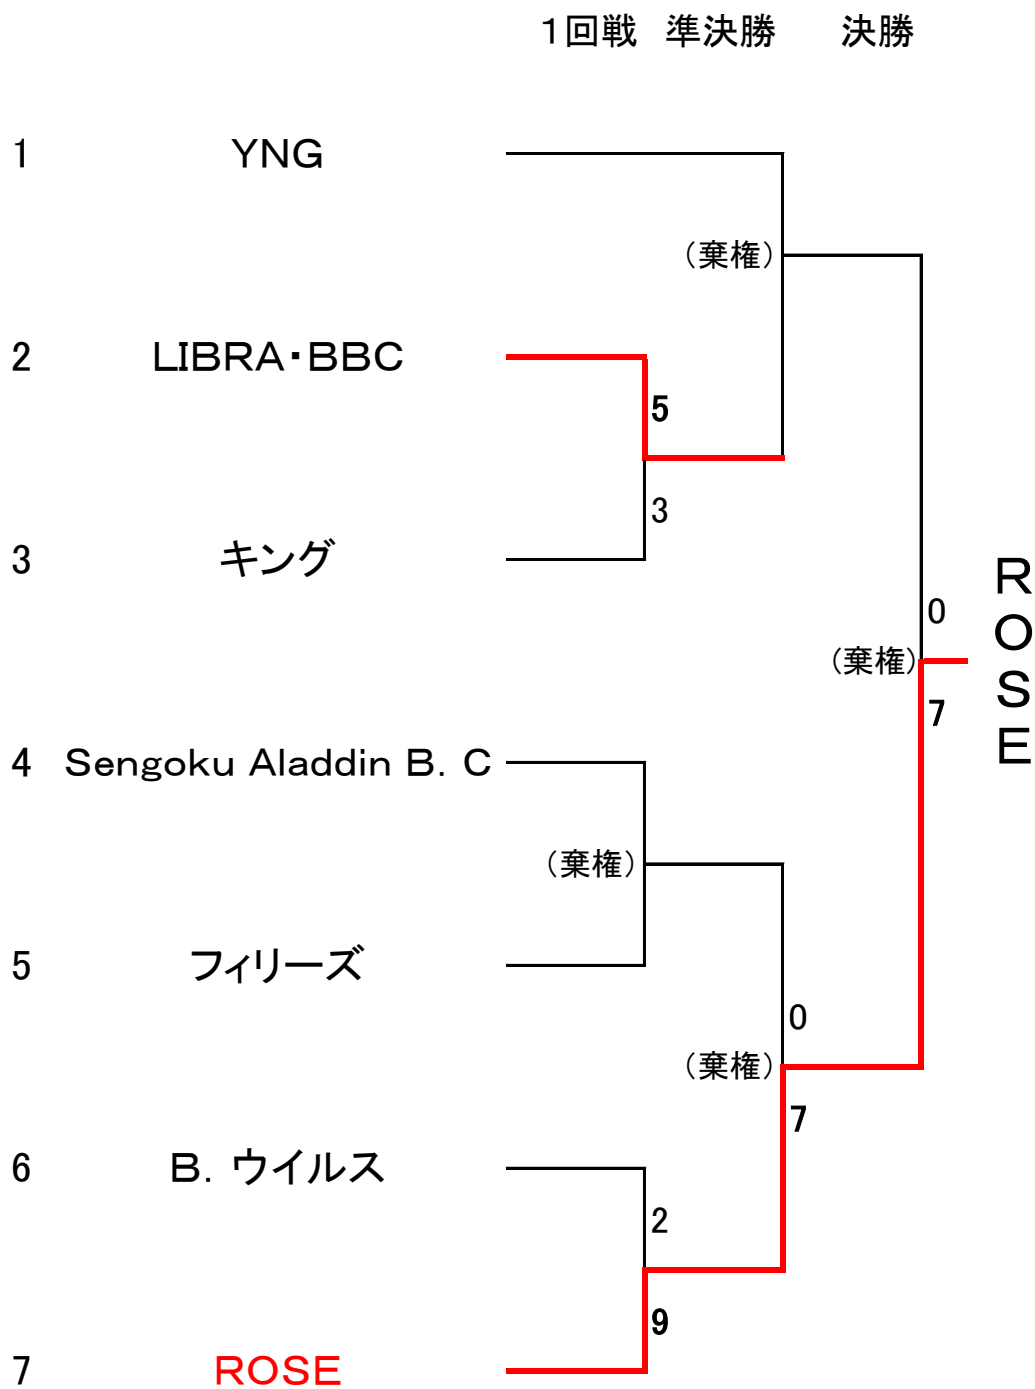 １回戦 準決勝 決勝
1 YNG
(棄権)
2 LIBRA・BBC
5
3
3 キング
0
(棄権)
7
ROSE
4 Sengoku Aladdin B. C
(棄権)
5 フィリーズ
0
(棄権)
7
6 B. ウイルス
2
9
7 ROSE